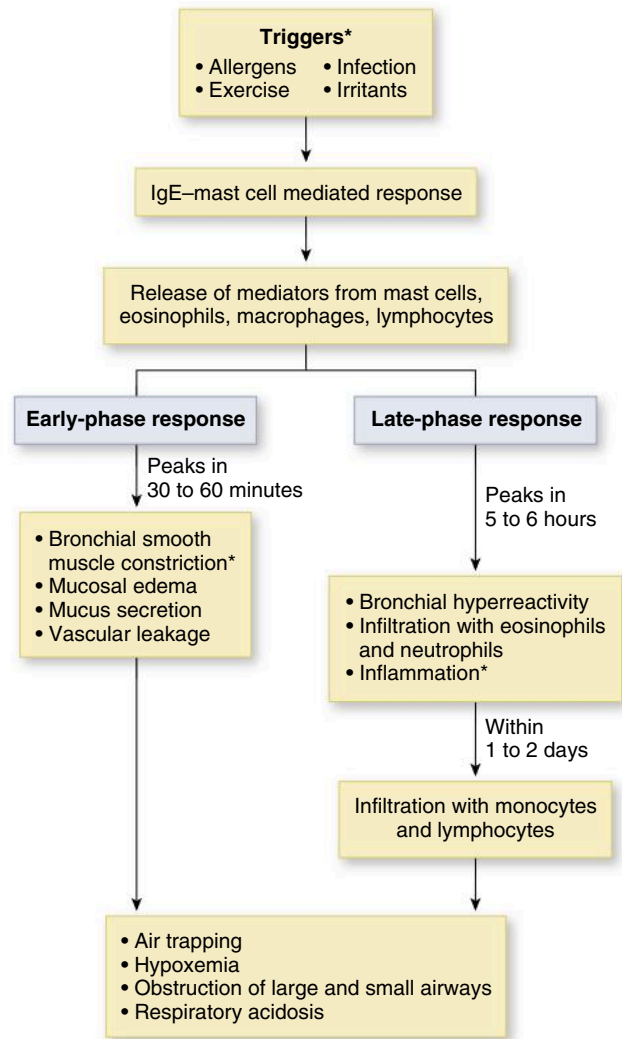 Triggers*
• Allergens • Infection
• Exercise • Irritants
IgE–mast cell mediated response
Release of mediators from mast cells,
eosinophils, macrophages, lymphocytes
Early-phase response
Late-phase response
Peaks in
30 to 60 minutes
Peaks in
5 to 6 hours
• Bronchial smooth
muscle constriction*
• Mucosal edema
• Mucus secretion
• Vascular leakage
• Bronchial hyperreactivity
• Infiltration with eosinophils
and neutrophils
• Inflammation*
Within
1 to 2 days
Infiltration with monocytes
and lymphocytes
• Air trapping
• Hypoxemia
• Obstruction of large and small airways
• Respiratory acidosis